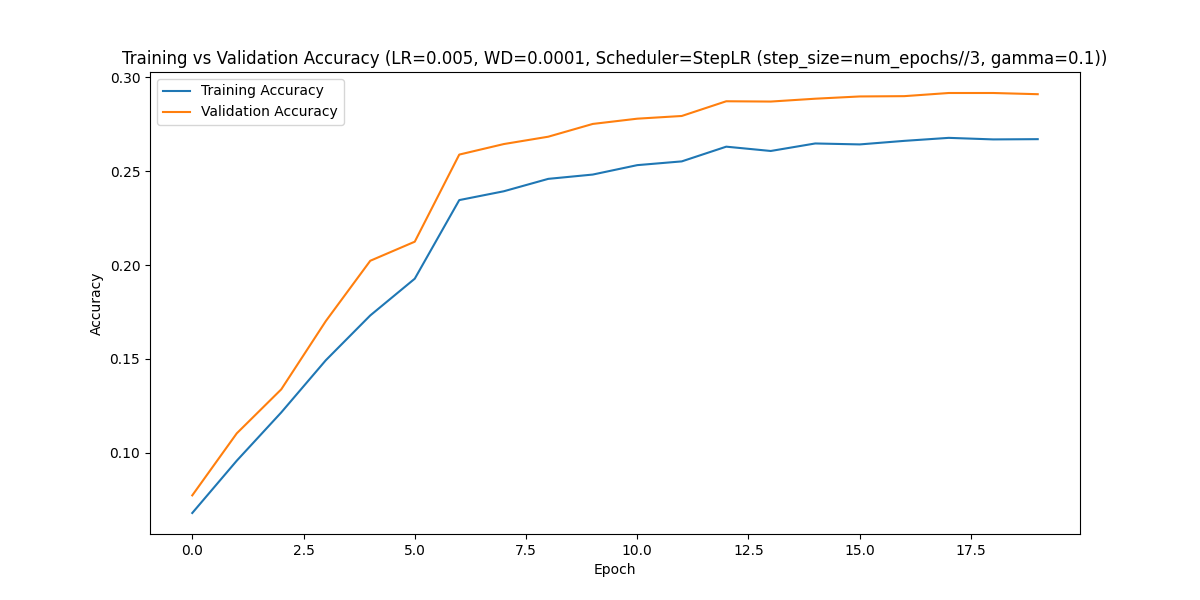 Training vs Validation Accuracy (LR=0.005, WD=0.0001, Scheduler=StepLR (step_size=num_epochs//3, gamma=0.1))
Training Accuracy
Validation Accuracy
0.30
0.25
0.20
0.15
0.10
Accuracy
0.0 2.5 5.0 7.5 10.0 12.5 15.0 17.5
Epoch